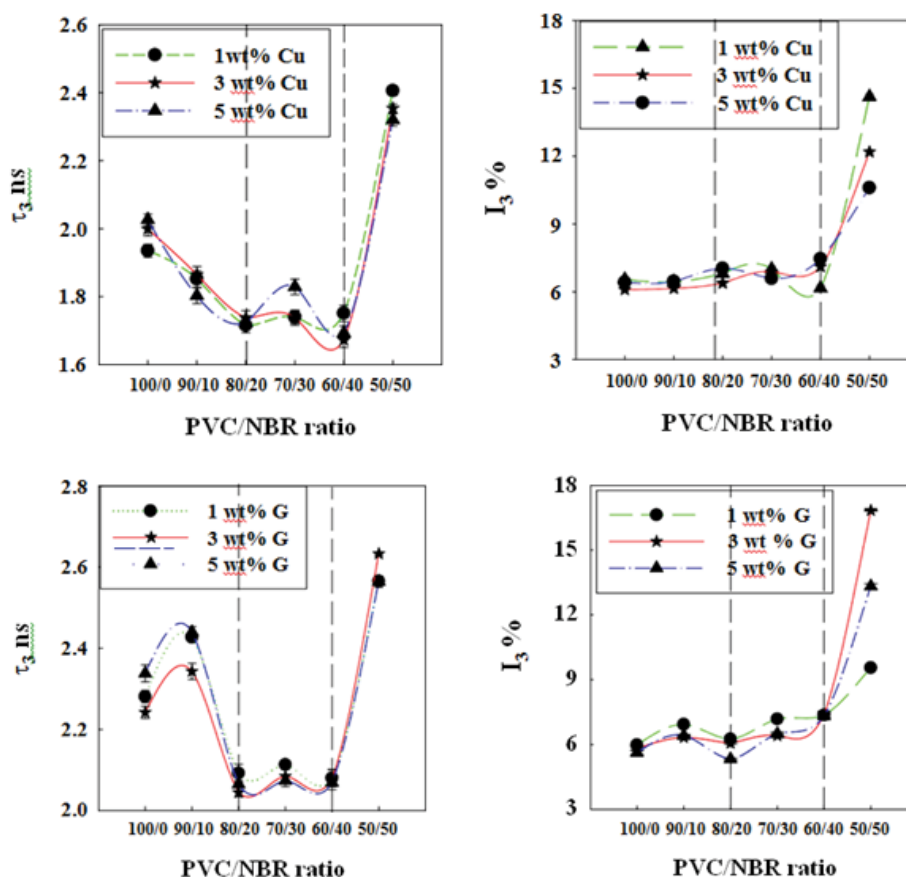 2.6
2.4
2.2
2.0
1.8
1.6
τ3 ns
1wt% Cu
3 wt% Cu
5 wt% Cu
100/0 90/10 80/20 70/30 60/40 50/50
PVC/NBR ratio
18
15
12
9
6
3
I3 %
1 wt% Cu
3 wt% Cu
5 wt% Cu
100/0 90/10 80/20 70/30 60/40 50/50
PVC/NBR ratio
2.8
2.6
2.4
2.2
2.0
τ3 ns
1 wt% G
3 wt% G
5 wt% G
100/0 90/10 80/20 70/30 60/40 50/50
PVC/NBR ratio
18
15
12
9
6
3
I3 %
1 wt% G
3 wt % G
5 wt% G
100/0 90/10 80/20 70/30 60/40 50/50
PVC/NBR ratio